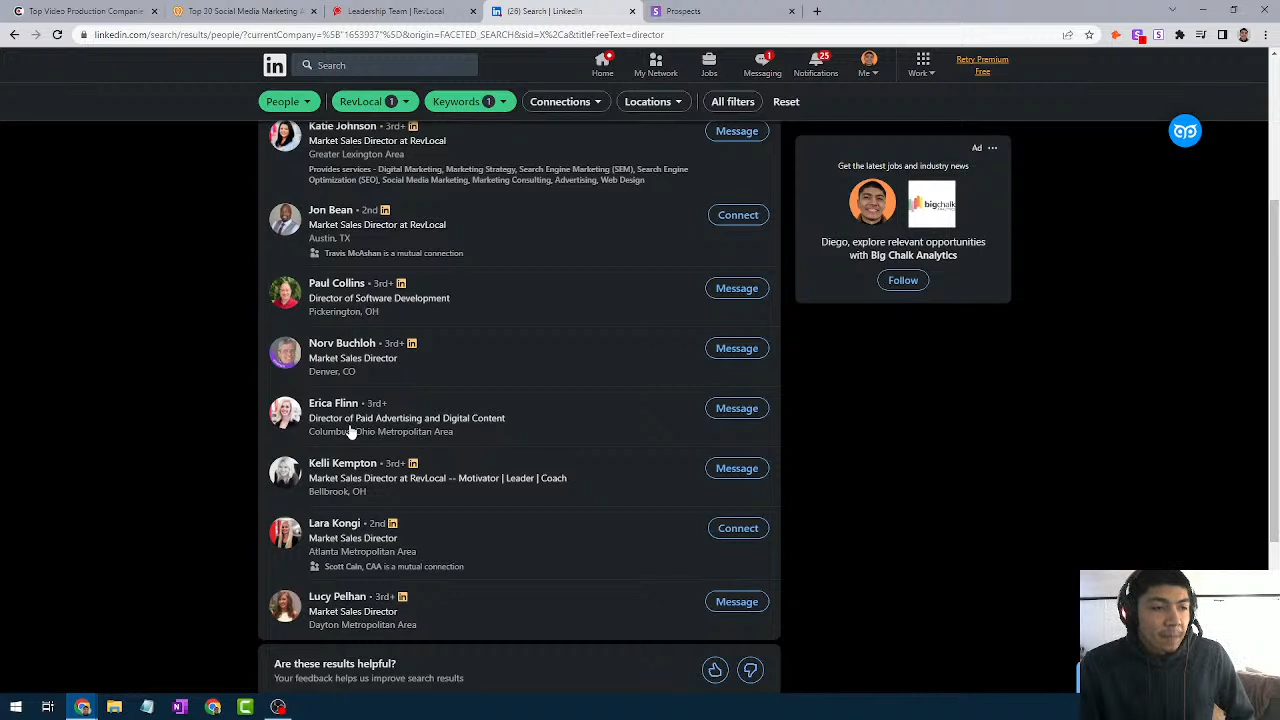 Top Video Production Companie
Top 30 Social Media Marketing A
Leadership Team | RevLocal
(26) Search | LinkedIn
Prospects
linkedin.com/search/results/people/?currentCompany=%5B"1653937"%5D&origin=FACETED_SEARCH&sid=X%2Ca&titleFreeText=director
in
Search
Home
My Network
Jobs
1
Messaging
25
Notifications
Me
Work
Retry Premium
Free
People
RevLocal 1
Keywords 1
Connections
Locations
All filters
Reset
Katie Johnson • 3rd+
Market Sales Director at RevLocal
Greater Lexington Area
Provides services - Digital Marketing, Marketing Strategy, Search Engine Marketing (SEM), Search Engine
Optimization (SEO), Social Media Marketing, Marketing Consulting, Advertising, Web Design
Message
Jon Bean • 2nd
Market Sales Director at RevLocal
Austin, TX
Travis McAshan is a mutual connection
Connect
Paul Collins • 3rd+
Director of Software Development
Pickerington, OH
Message
Norv Buchloh • 3rd+
Market Sales Director
Denver, CO
Message
Erica Flinn • 3rd+
Director of Paid Advertising and Digital Content
Columbus, Ohio Metropolitan Area
Message
Kelli Kempton • 3rd+
Market Sales Director at RevLocal -- Motivator | Leader | Coach
Bellbrook, OH
Message
Lara Kongi • 2nd
Market Sales Director
Atlanta Metropolitan Area
Scott Cain, CAA is a mutual connection
Connect
Lucy Pelhan • 3rd+
Market Sales Director
Dayton Metropolitan Area
Message
Are these results helpful?
Your feedback helps us improve search results
Ad
Get the latest jobs and industry news
bigchalk
Diego, explore relevant opportunities
with Big Chalk Analytics
Follow